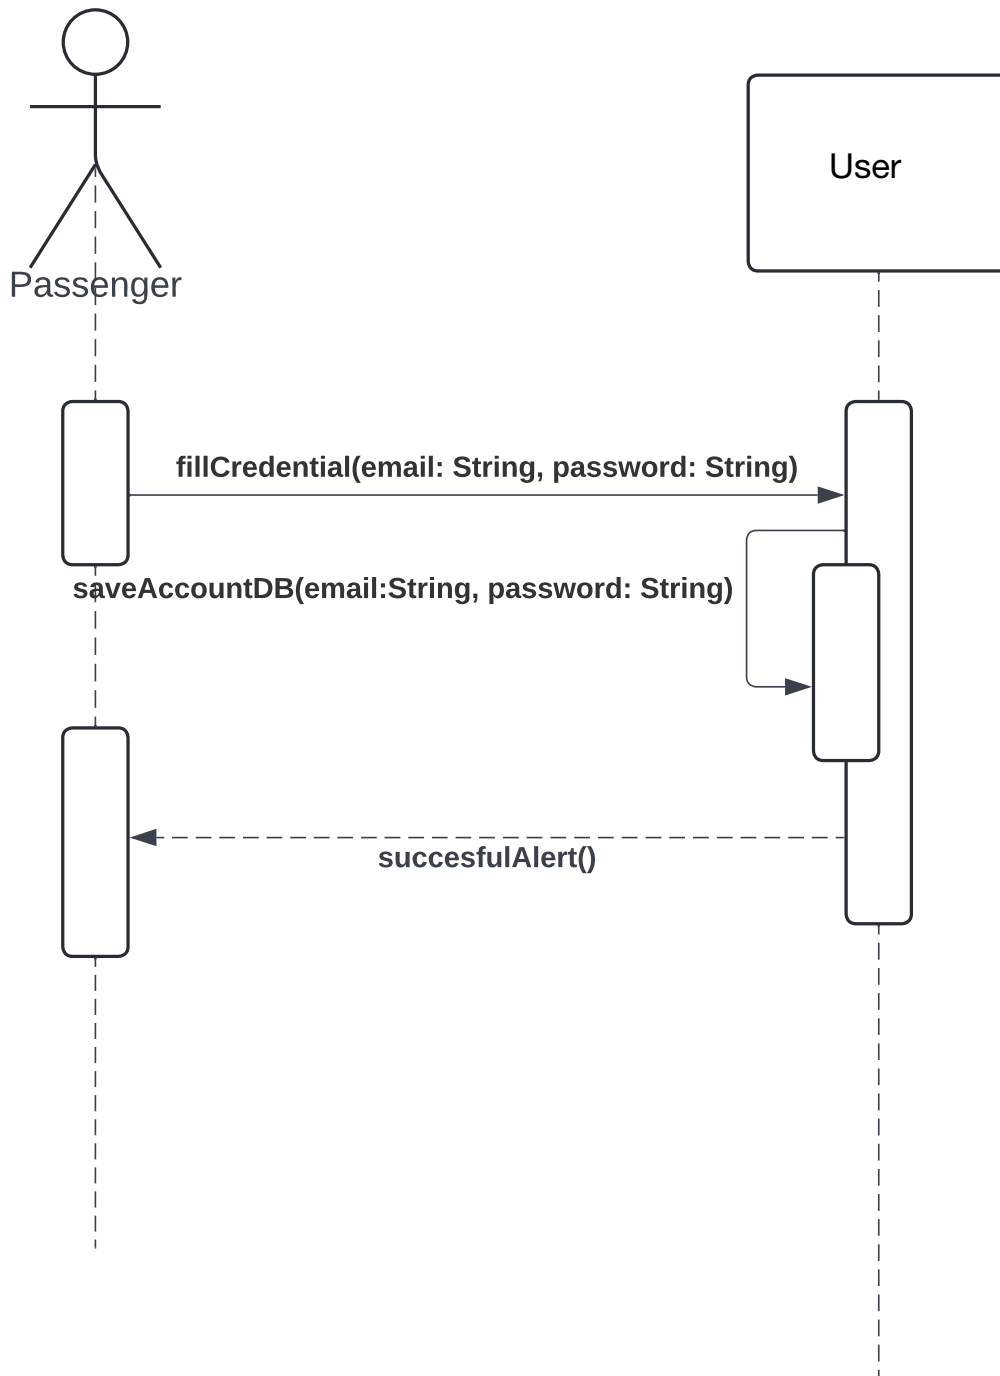 User
Passenger
fillCredential(email: String, password: String)
saveAccountDB(email:String, password: String)
succesfulAlert()